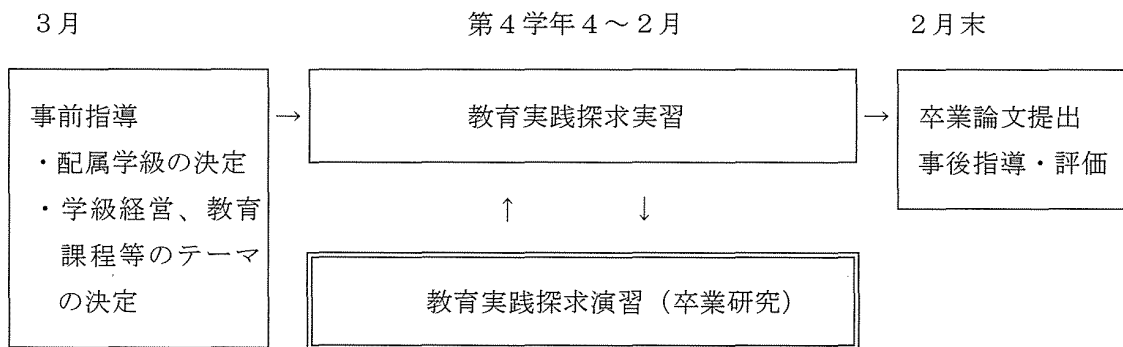 3月
第4学年4～2月
2月末
事前指導
・配属学級の決定
・学級経営、教育
課程等のテーマ
の決定
→
教育実践探求実習
→
卒業論文提出
事後指導・評価
↑ ↓
教育実践探求演習（卒業研究）